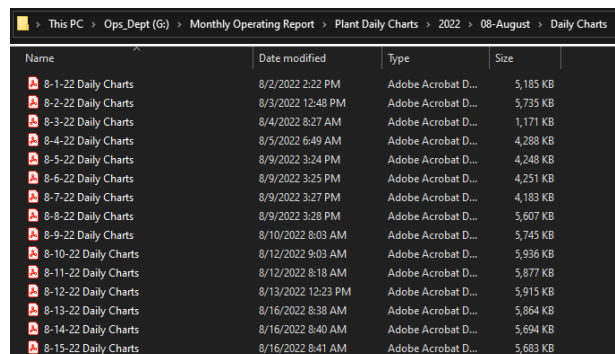 > This PC > Ops_Dept (G:) > Monthly Operating Report > Plant Daily Charts > 2022 > 08-August > Daily Charts
Name Date modified Type Size
8-1-22 Daily Charts 8/2/2022 2:22 PM Adobe Acrobat D... 5,185 KB
8-2-22 Daily Charts 8/3/2022 12:48 PM Adobe Acrobat D... 5,735 KB
8-3-22 Daily Charts 8/4/2022 8:27 AM Adobe Acrobat D... 1,171 KB
8-4-22 Daily Charts 8/5/2022 6:49 AM Adobe Acrobat D... 4,288 KB
8-5-22 Daily Charts 8/9/2022 3:24 PM Adobe Acrobat D... 4,248 KB
8-6-22 Daily Charts 8/9/2022 3:25 PM Adobe Acrobat D... 4,251 KB
8-7-22 Daily Charts 8/9/2022 3:27 PM Adobe Acrobat D... 4,183 KB
8-8-22 Daily Charts 8/9/2022 3:28 PM Adobe Acrobat D... 5,607 KB
8-9-22 Daily Charts 8/10/2022 8:03 AM Adobe Acrobat D... 5,745 KB
8-10-22 Daily Charts 8/12/2022 9:03 AM Adobe Acrobat D... 5,936 KB
8-11-22 Daily Charts 8/12/2022 8:18 AM Adobe Acrobat D... 5,877 KB
8-12-22 Daily Charts 8/13/2022 12:23 PM Adobe Acrobat D... 5,915 KB
8-13-22 Daily Charts 8/16/2022 8:38 AM Adobe Acrobat D... 5,864 KB
8-14-22 Daily Charts 8/16/2022 8:40 AM Adobe Acrobat D... 5,694 KB
8-15-22 Daily Charts 8/16/2022 8:41 AM Adobe Acrobat D... 5,683 KB